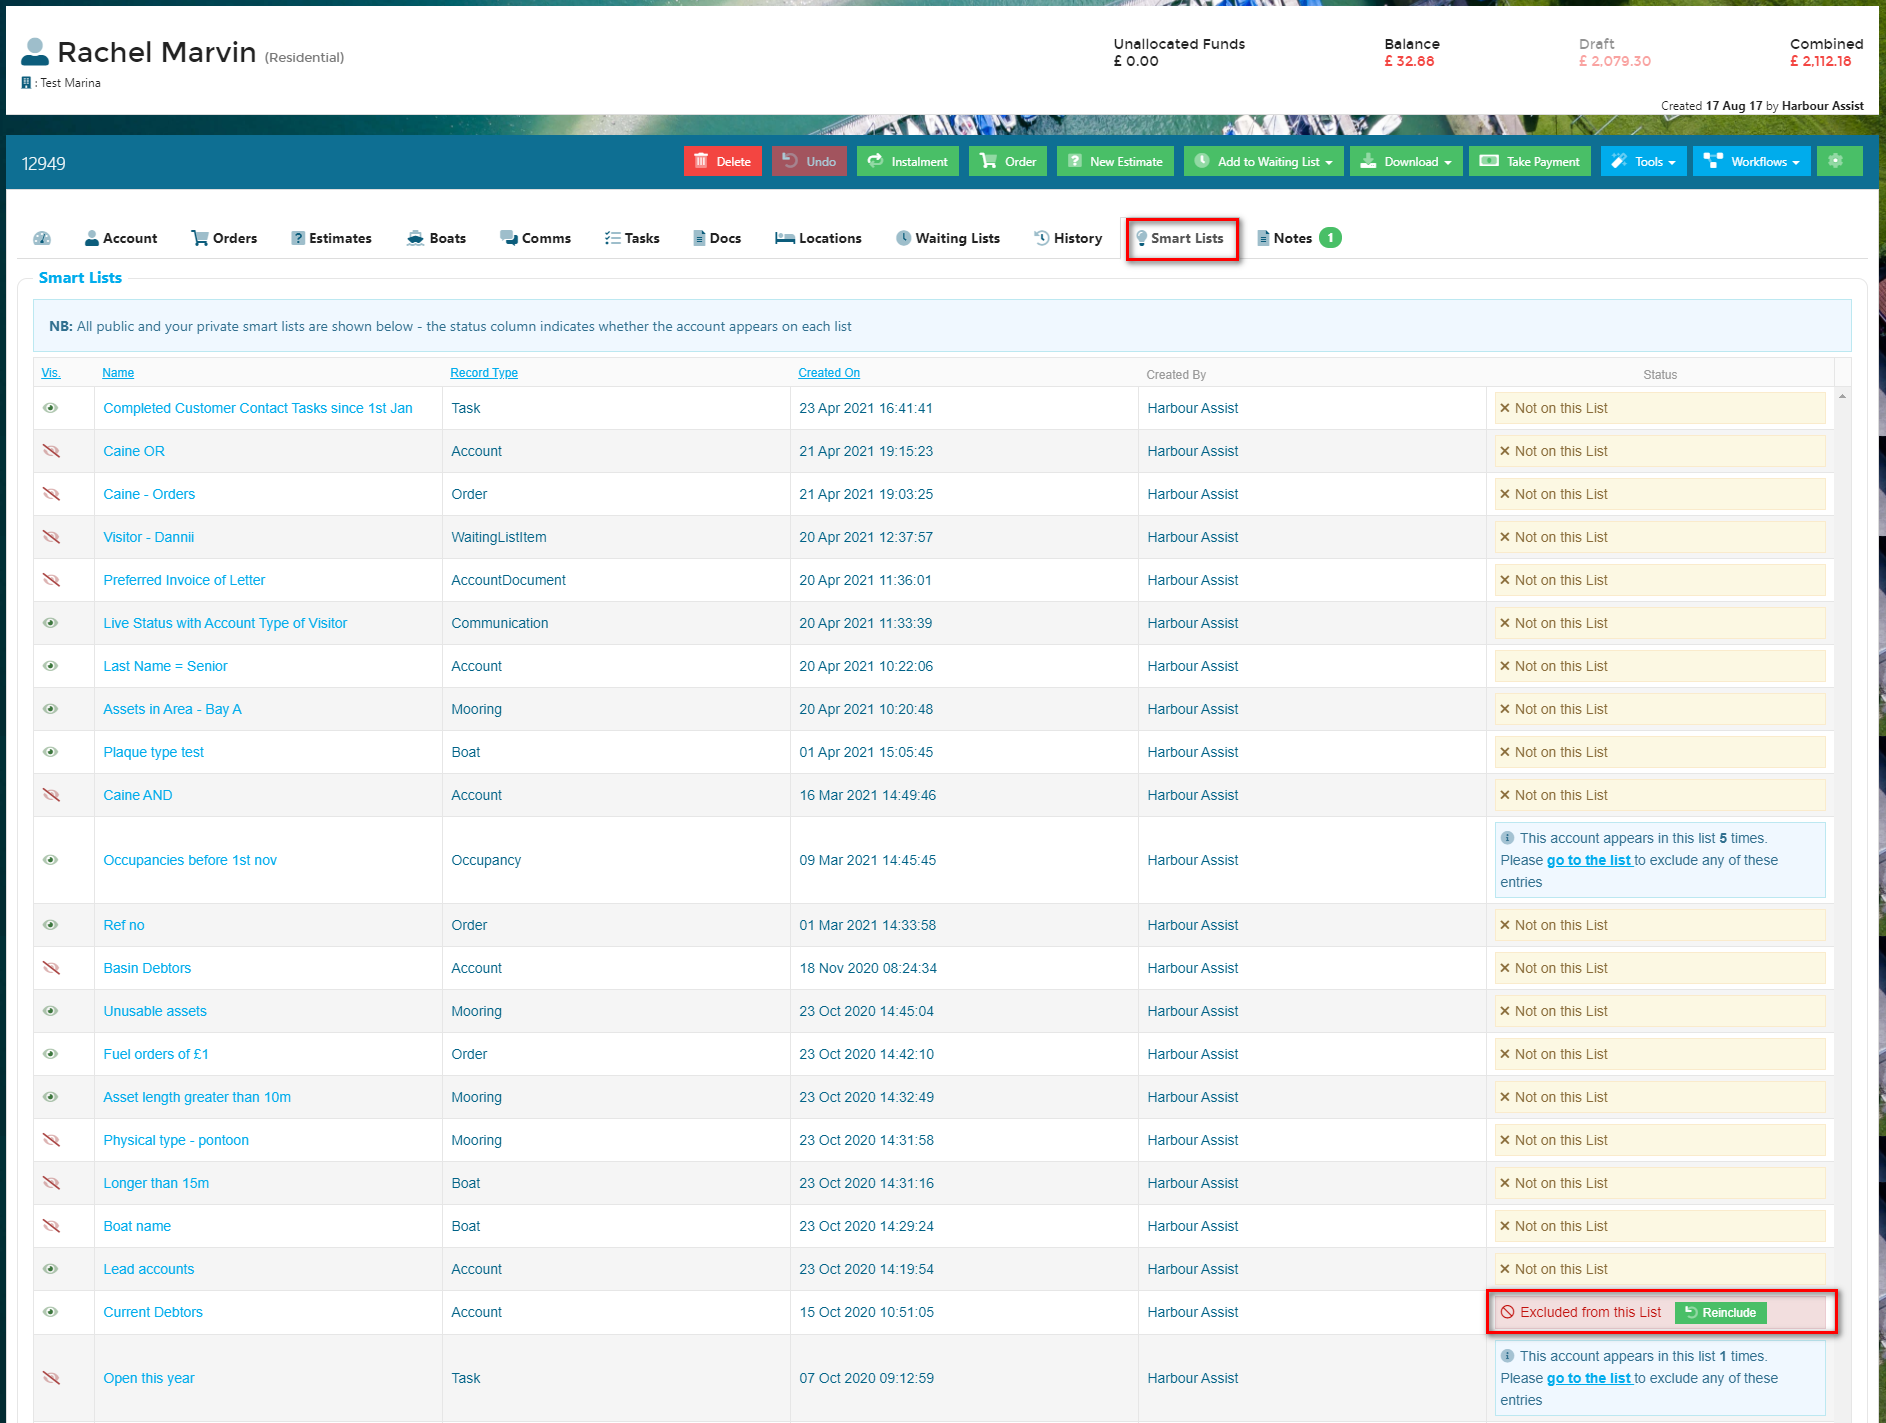 Rachel Marvin (Residential)
: Test Marina
Unallocated Funds
£ 0.00
Balance
£ 32.88
Draft
£ 2,079.30
Combined
£ 2,112.18
Created 17 Aug 17 by Harbour Assist
12949
Delete Undo Instalment Order New Estimate Add to Waiting List Download Take Payment Tools Workflows
Account Orders Estimates Boats Comms Tasks Docs Locations Waiting Lists History Smart Lists Notes 1
Smart Lists
NB: All public and your private smart lists are shown below - the status column indicates whether the account appears on each list
Vis. Name Record Type Created On Created By Status
Completed Customer Contact Tasks since 1st Jan Task 23 Apr 2021 16:41:41 Harbour Assist Not on this List
Caine OR Account 21 Apr 2021 19:15:23 Harbour Assist Not on this List
Caine - Orders Order 21 Apr 2021 19:03:25 Harbour Assist Not on this List
Visitor - Dannii WaitingListItem 20 Apr 2021 12:37:57 Harbour Assist Not on this List
Preferred Invoice of Letter AccountDocument 20 Apr 2021 11:36:01 Harbour Assist Not on this List
Live Status with Account Type of Visitor Communication 20 Apr 2021 11:33:39 Harbour Assist Not on this List
Last Name = Senior Account 20 Apr 2021 10:22:06 Harbour Assist Not on this List
Assets in Area - Bay A Mooring 20 Apr 2021 10:20:48 Harbour Assist Not on this List
Plaque type test Boat 01 Apr 2021 15:05:45 Harbour Assist Not on this List
Caine AND Account 16 Mar 2021 14:49:46 Harbour Assist Not on this List
Occupancies before 1st nov Occupancy 09 Mar 2021 14:45:45 Harbour Assist This account appears in this list 5 times.
Please go to the list to exclude any of these
entries
Ref no Order 01 Mar 2021 14:33:58 Harbour Assist Not on this List
Basin Debtors Account 18 Nov 2020 08:24:34 Harbour Assist Not on this List
Unusable assets Mooring 23 Oct 2020 14:45:04 Harbour Assist Not on this List
Fuel orders of £1 Order 23 Oct 2020 14:42:10 Harbour Assist Not on this List
Asset length greater than 10m Mooring 23 Oct 2020 14:32:49 Harbour Assist Not on this List
Physical type - pontoon Mooring 23 Oct 2020 14:31:58 Harbour Assist Not on this List
Longer than 15m Boat 23 Oct 2020 14:31:16 Harbour Assist Not on this List
Boat name Boat 23 Oct 2020 14:29:24 Harbour Assist Not on this List
Lead accounts Account 23 Oct 2020 14:19:54 Harbour Assist Not on this List
Current Debtors Account 15 Oct 2020 10:51:05 Harbour Assist Excluded from this List Reinclude
Open this year Task 07 Oct 2020 09:12:59 Harbour Assist This account appears in this list 1 times.
Please go to the list to exclude any of these
entries